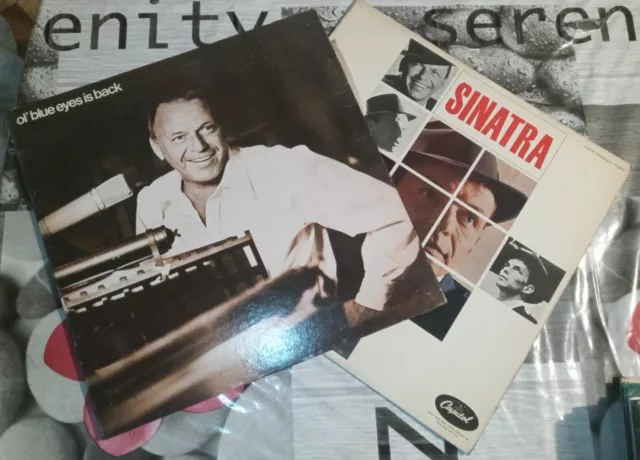 enity
seren
ol' blue eyes is back
SINATRA
Capitol
N